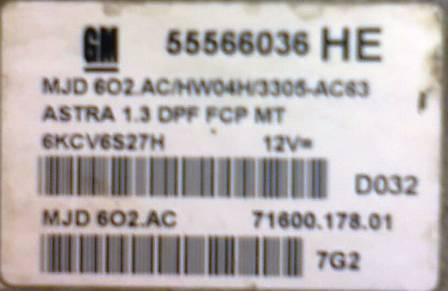 GM 55566036 HE
MJD 6O2.AC/HW04H/3305-AC63
ASTRA 1.3 DPF FCP MT
6KCV6S27H 12V=
D032
MJD 6O2.AC 71600.178.01
7G2